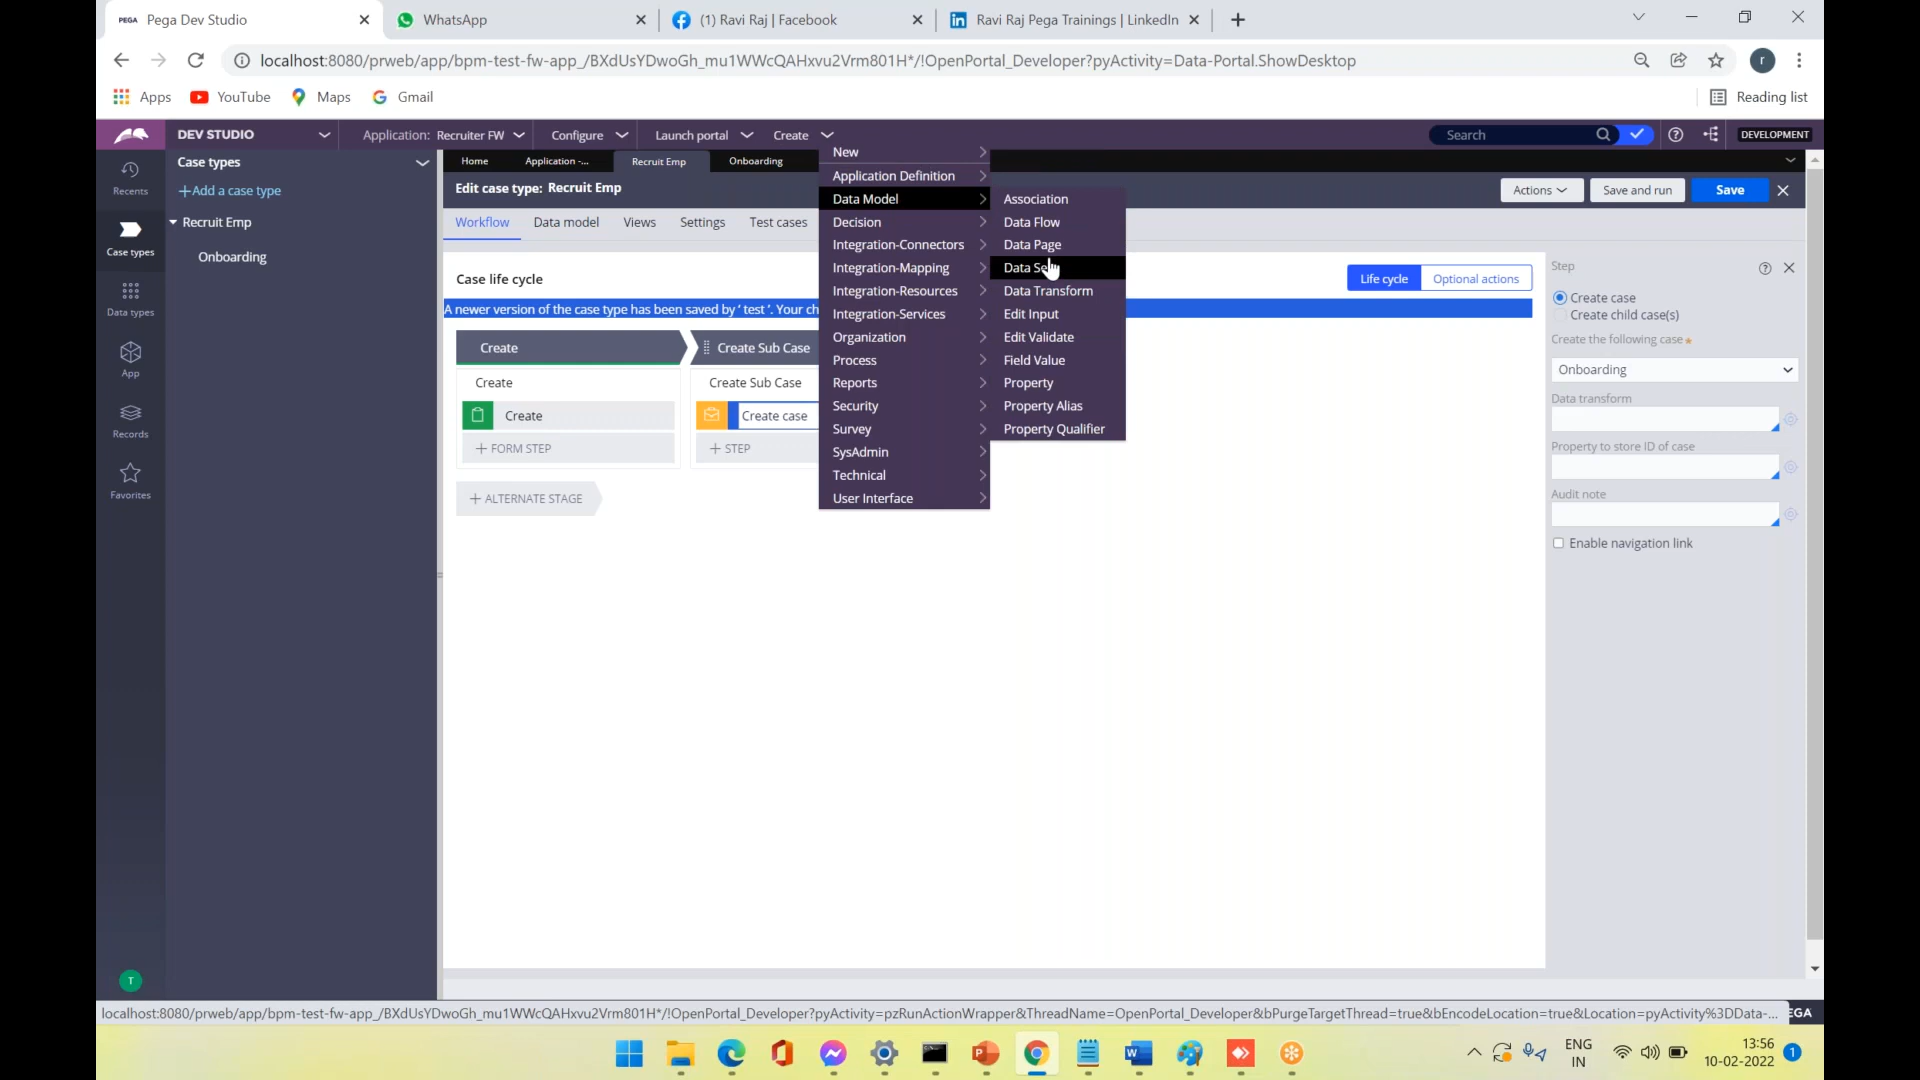 PEGA Pega Dev Studio
WhatsApp
(1) Ravi Raj | Facebook
Ravi Raj Pega Trainings | LinkedIn
localhost:8080/prweb/app/bpm-test-fw-app_/BXdUsYDwoGh_mu1WWcQAHxvu2Vrm801H*/!OpenPortal_Developer?pyActivity=Data-Portal.ShowDesktop
r
Apps YouTube Maps Gmail
Reading list
DEV STUDIO
Application: Recruiter FW
Configure
Launch portal
Create
Search
DEVELOPMENT
Recents
Case types
Data types
App
Records
Favorites
T
Case types
+Add a case type
Recruit Emp
Onboarding
Home Application -... Recruit Emp Onboarding
Edit case type: Recruit Emp
Actions Save and run Save
Workflow Data model Views Settings Test cases
Case life cycle
Life cycle Optional actions
A newer version of the case type has been saved by ' test '. Your ch
Create
Create
Create
+ FORM STEP
+ ALTERNATE STAGE
Create Sub Case
Create Sub Case
Create case
+ STEP
New
Application Definition
Data Model
Decision
Integration-Connectors
Integration-Mapping
Integration-Resources
Integration-Services
Organization
Process
Reports
Security
Survey
SysAdmin
Technical
User Interface
Association
Data Flow
Data Page
Data Se
Data Transform
Edit Input
Edit Validate
Field Value
Property
Property Alias
Property Qualifier
Step
Create case
Create child case(s)
Create the following case
Onboarding
Data transform
Property to store ID of case
Audit note
Enable navigation link
localhost:8080/prweb/app/bpm-test-fw-app_/BXdUsYDwoGh_mu1WWcQAHxvu2Vrm801H*/!OpenPortal_Developer?pyActivity=pzRunActionWrapper&ThreadName=OpenPortal_Developer&bPurgeTargetThread=true&bEncodeLocation=true&Location=pyActivity%3DData-...
EGA
ENG
IN
13:56
10-02-2022
1